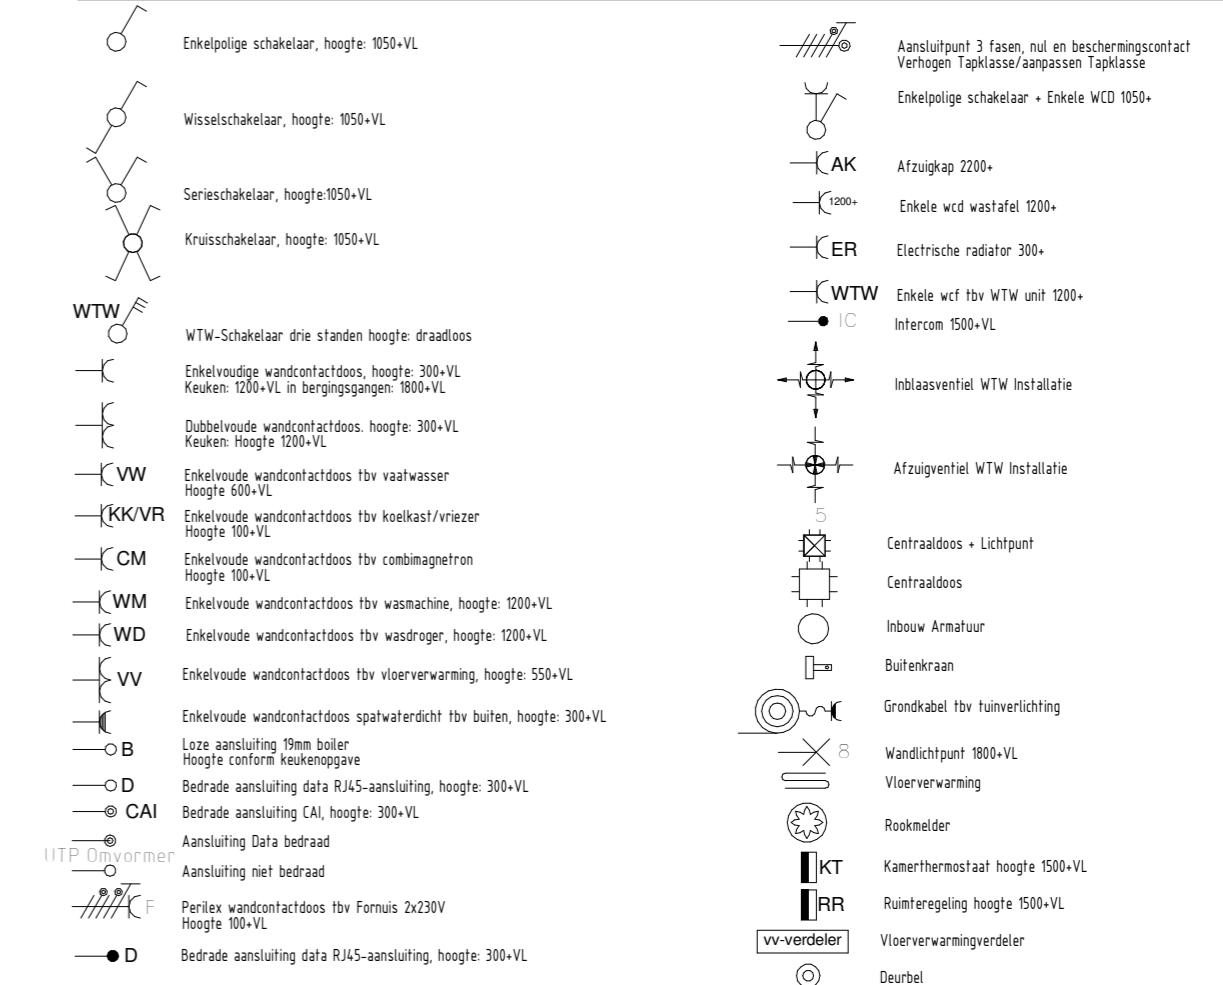 Enkelpolige schakelaar, hoogte: 1050+VL
Wisselschakelaar, hoogte: 1050+VL
Serieschakelaar, hoogte:1050+VL
Kruisschakelaar, hoogte: 1050+VL
WTW
WTW-Schakelaar drie standen hoogte: draadloos
Enkelvoudige wandcontactdoos, hoogte: 300+VL
Keuken: 1200+VL in bergingsgangen: 1800+VL
Dubbelvoude wandcontactdoos. hoogte: 300+VL
Keuken: Hoogte 1200+VL
VW
Enkelvoude wandcontactdoos tbv vaatwasser
Hoogte 600+VL
KK/VR
Enkelvoude wandcontactdoos tbv koelkast/vriezer
Hoogte 100+VL
CM
Enkelvoude wandcontactdoos tbv combimagnetron
Hoogte 100+VL
WM
Enkelvoude wandcontactdoos tbv wasmachine, hoogte: 1200+VL
WD
Enkelvoude wandcontactdoos tbv wasdroger, hoogte: 1200+VL
VV
Enkelvoude wandcontactdoos tbv vloerverwarming, hoogte: 550+VL
Enkelvoude wandcontactdoos spatwaterdicht tbv buiten, hoogte: 300+VL
B
Loze aansluiting 19mm boiler
Hoogte conform keukenopgave
D
Bedrade aansluiting data RJ45-aansluiting, hoogte: 300+VL
CAI
Bedrade aansluiting CAI, hoogte: 300+VL
Aansluiting Data bedraad
UTP Omvormer
Aansluiting niet bedraad
F
Perilex wandcontactdoos tbv Fornuis 2x230V
Hoogte 100+VL
D
Bedrade aansluiting data RJ45-aansluiting, hoogte: 300+VL
Aansluitpunt 3 fasen, nul en beschermingscontact
Verhogen Tapklasse/aanpassen Tapklasse
Enkelpolige schakelaar + Enkele WCD 1050+
AK
Afzuigkap 2200+
1200+
Enkele wcd wastafel 1200+
ER
Electrische radiator 300+
WTW
Enkele wcf tbv WTW unit 1200+
IC
Intercom 1500+VL
Inblaasventiel WTW Installatie
Afzuigventiel WTW Installatie
5
Centraaldoos + Lichtpunt
Centraaldoos
Inbouw Armatuur
Buitenkraan
Grondkabel tbv tuinverlichting
8
Wandlichtpunt 1800+VL
Vloerverwarming
Rookmelder
KT
Kamerthermostaat hoogte 1500+VL
RR
Ruimteregeling hoogte 1500+VL
vv-verdeler
Vloerverwarmingverdeler
Deurbel